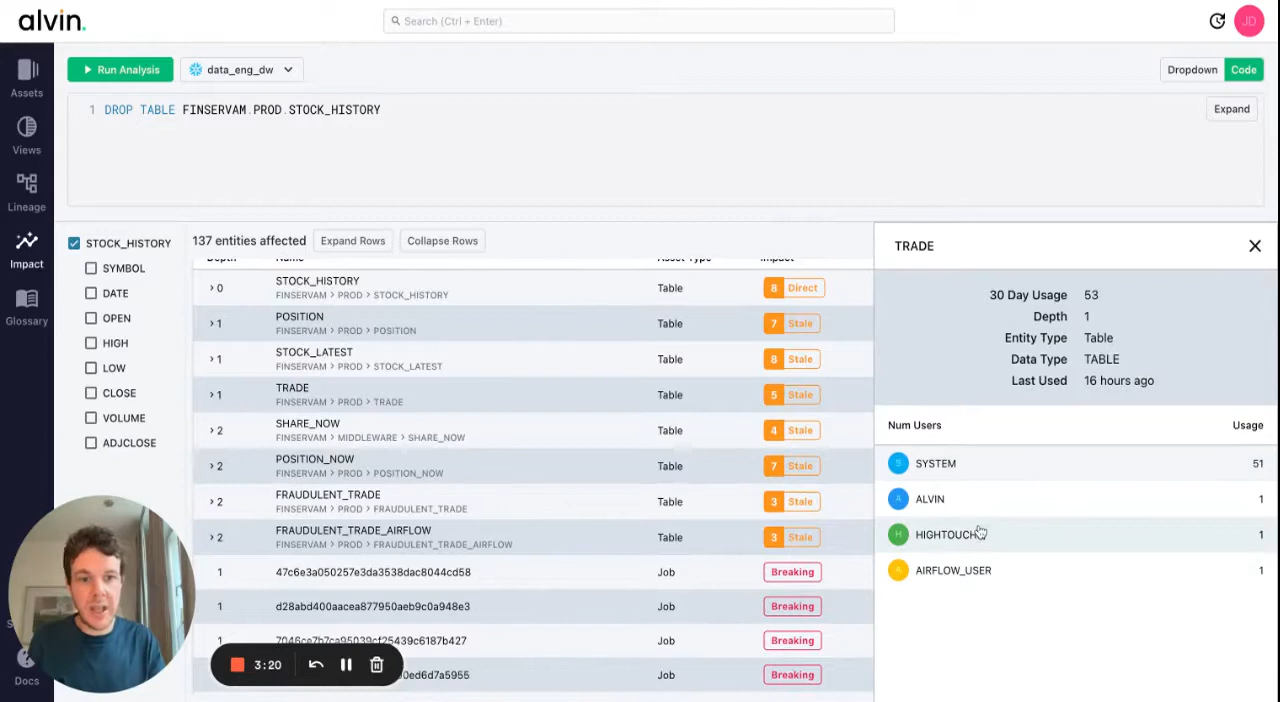 alvin.
Search (Ctrl + Enter)
JD
Assets
Views
Lineage
Impact
Glossary
Docs
Run Analysis
data_eng_dw
Dropdown
Code
1 DROP TABLE FINSERVAM.PROD.STOCK_HISTORY
Expand
STOCK_HISTORY
SYMBOL
DATE
OPEN
HIGH
LOW
CLOSE
VOLUME
ADJCLOSE
137 entities affected
Expand Rows
Collapse Rows
Depth Name Asset Type Impact
0 STOCK_HISTORY Table 8 Direct
FINSERVAM > PROD > STOCK_HISTORY
1 POSITION Table 7 Stale
FINSERVAM > PROD > POSITION
1 STOCK_LATEST Table 8 Stale
FINSERVAM > PROD > STOCK_LATEST
1 TRADE Table 5 Stale
FINSERVAM > PROD > TRADE
2 SHARE_NOW Table 4 Stale
FINSERVAM > MIDDLEWARE > SHARE_NOW
2 POSITION_NOW Table 7 Stale
FINSERVAM > PROD > POSITION_NOW
2 FRAUDULENT_TRADE Table 3 Stale
FINSERVAM > PROD > FRAUDULENT_TRADE
2 FRAUDULENT_TRADE_AIRFLOW Table 3 Stale
FINSERVAM > PROD > FRAUDULENT_TRADE_AIRFLOW
1 47c6e3a050257e3da3538dac8044cd58 Job Breaking
1 d28abd400aacea877950aeb9c0a948e3 Job Breaking
1 Job Breaking
Job Breaking
3:20
TRADE
30 Day Usage 53
Depth 1
Entity Type Table
Data Type TABLE
Last Used 16 hours ago
Num Users Usage
S SYSTEM 51
A ALVIN 1
H HIGHTOUCH 1
A AIRFLOW_USER 1